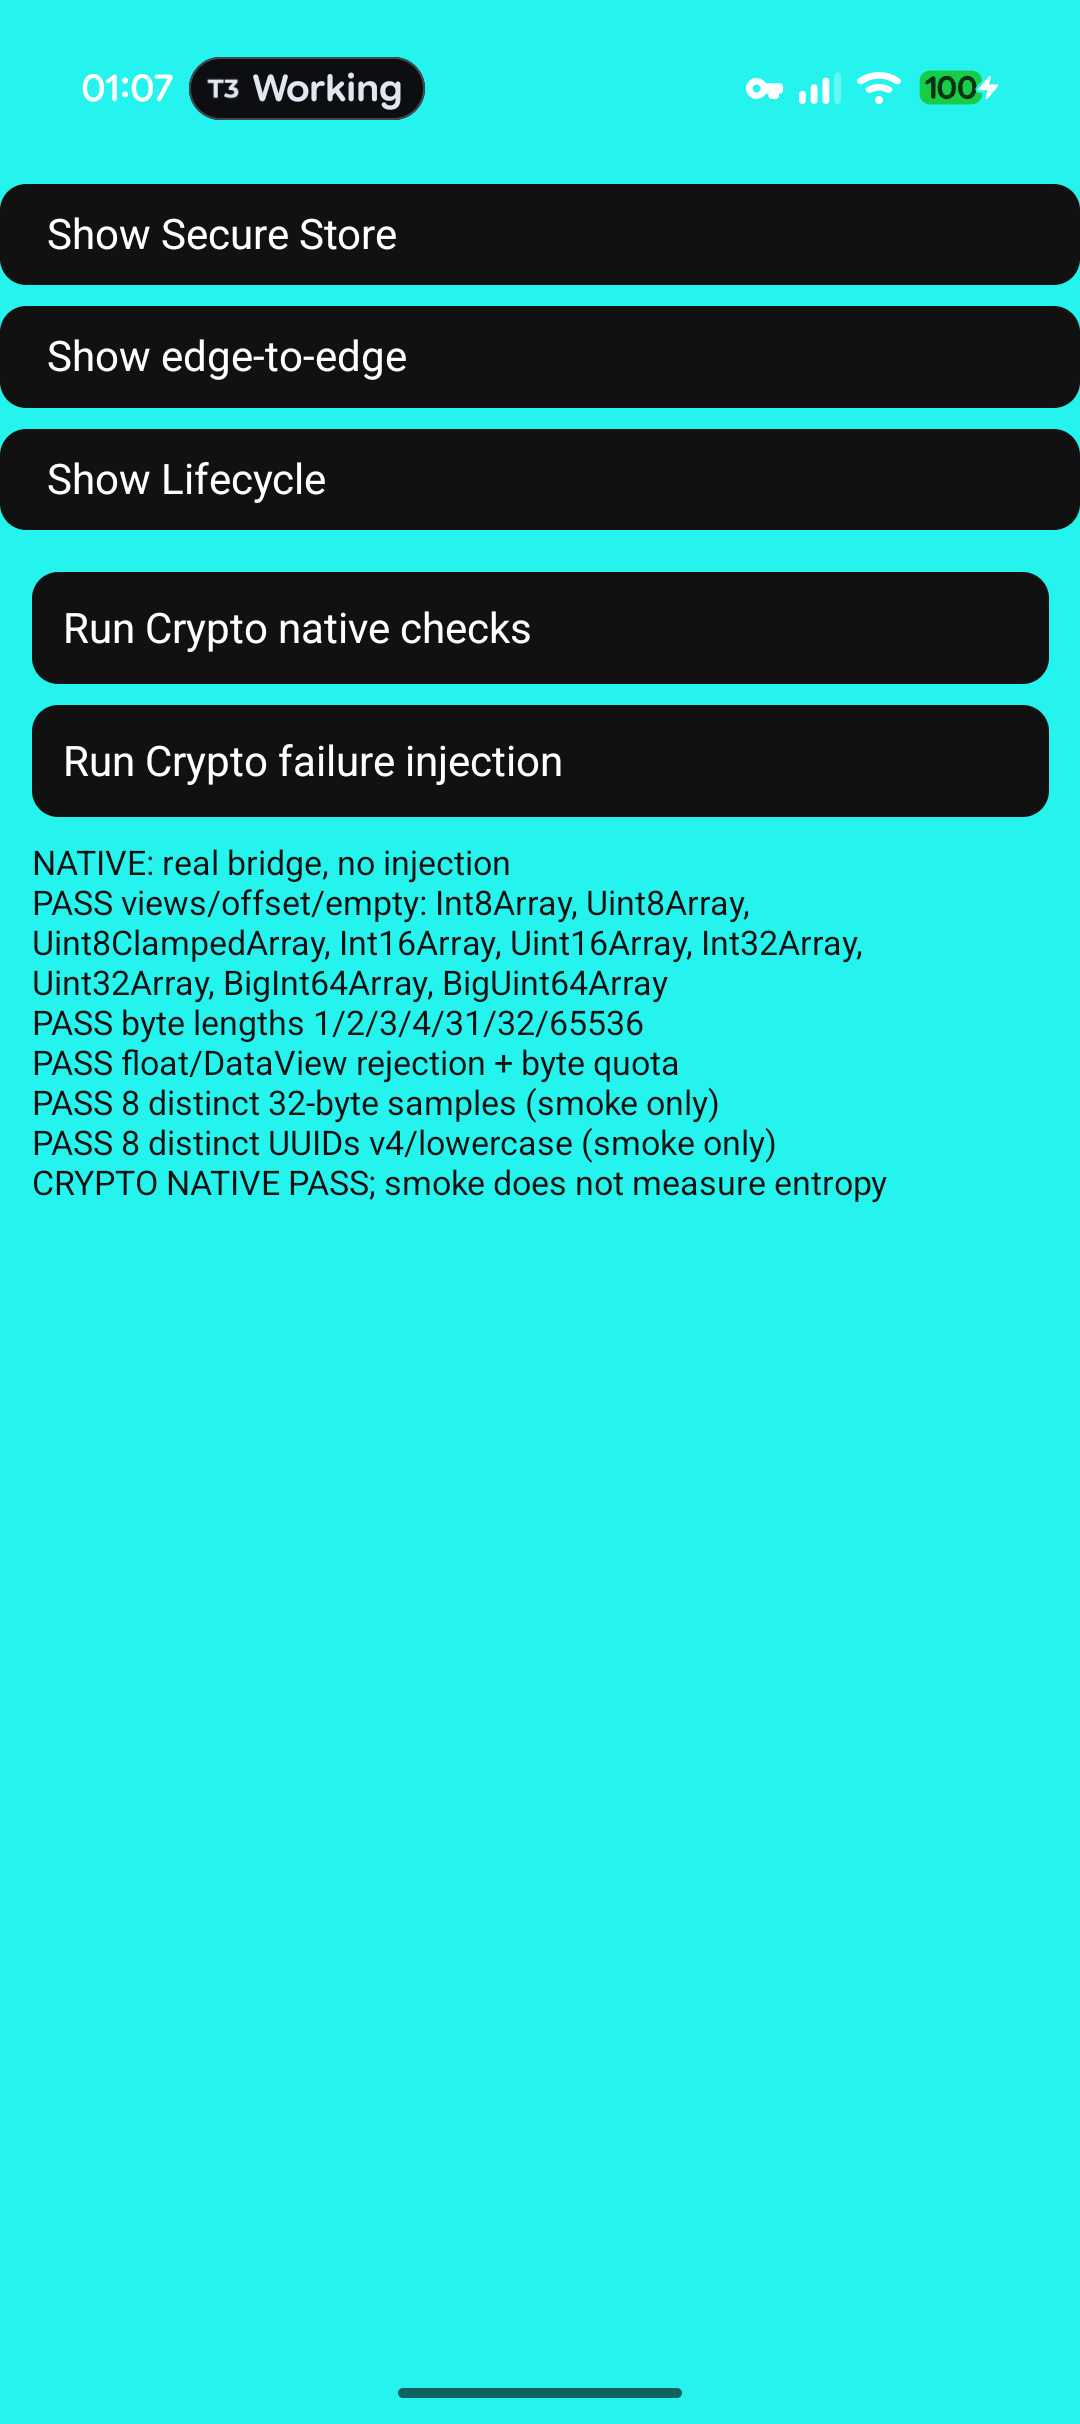 01:07 T3 Working 100
Show Secure Store
Show edge-to-edge
Show Lifecycle
Run Crypto native checks
Run Crypto failure injection
NATIVE: real bridge, no injection
PASS views/offset/empty: Int8Array, Uint8Array,
Uint8ClampedArray, Int16Array, Uint16Array, Int32Array,
Uint32Array, BigInt64Array, BigUint64Array
PASS byte lengths 1/2/3/4/31/32/65536
PASS float/DataView rejection + byte quota
PASS 8 distinct 32-byte samples (smoke only)
PASS 8 distinct UUIDs v4/lowercase (smoke only)
CRYPTO NATIVE PASS; smoke does not measure entropy